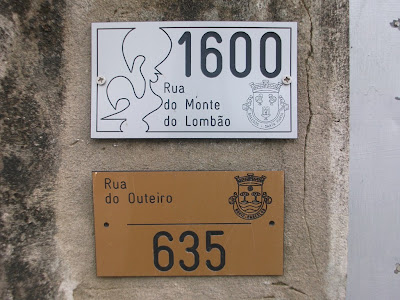 1600
Rua
do Monte
do Lombão
Rua
do Outeiro
635